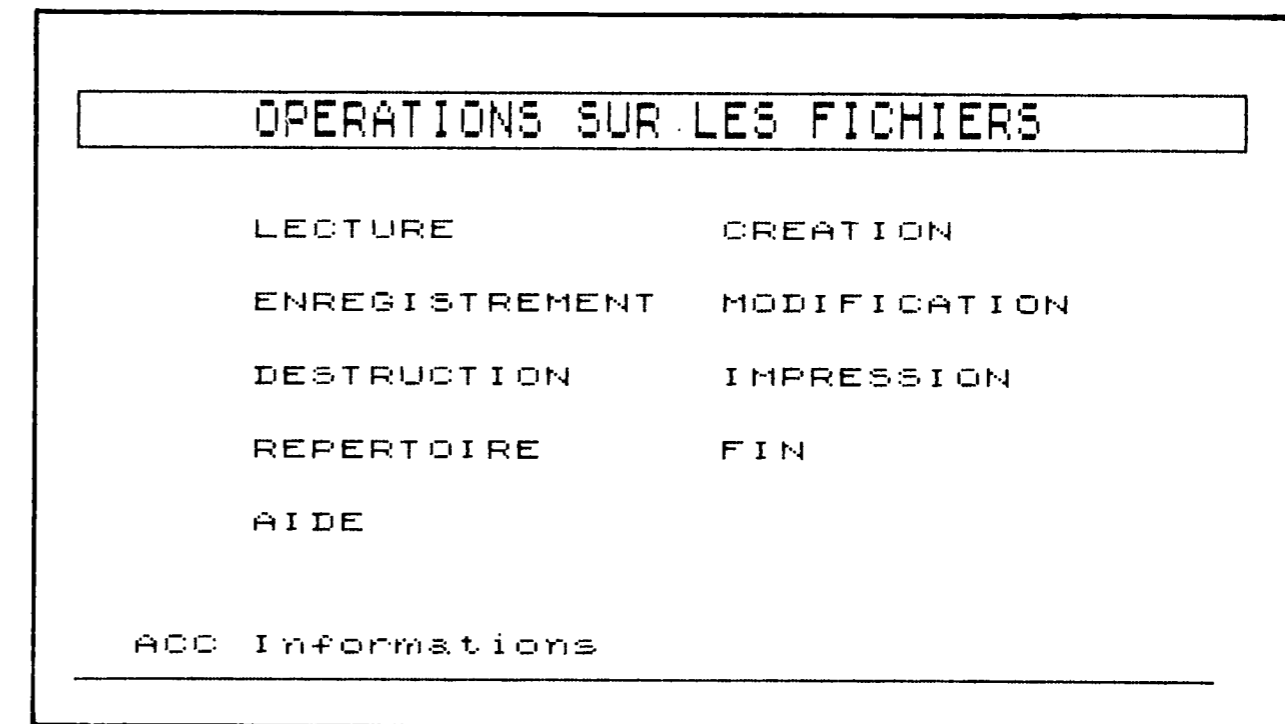 OPERATIONS SUR LES FICHIERS
LECTURE CREATION
ENREGISTREMENT MODIFICATION
DESTRUCTION IMPRESSION
REPERTOIRE FIN
AIDE
ACC Informations